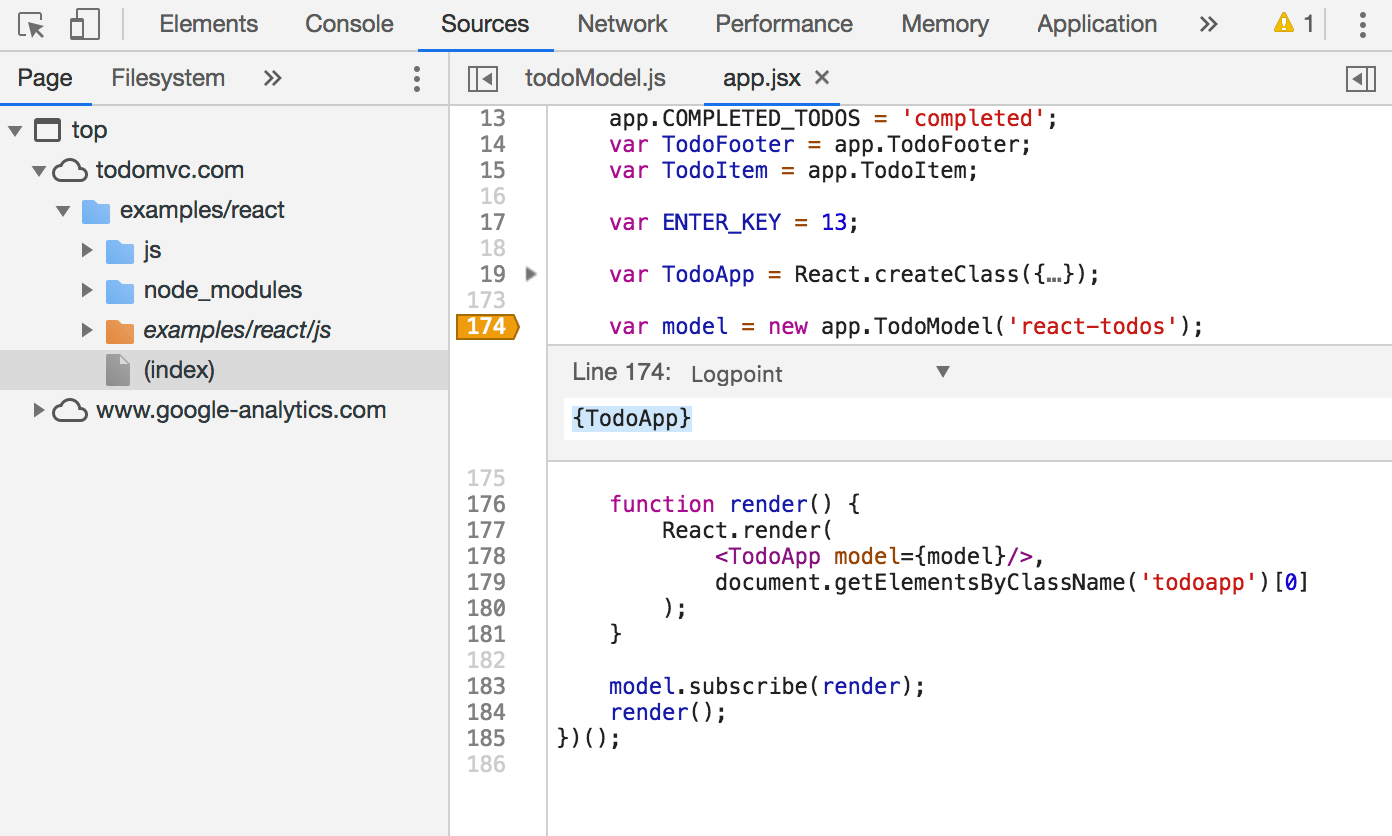 Elements Console Sources Network Performance Memory Application » 1
Page Filesystem »
todoModel.js app.jsx ×
top
todomvc.com
examples/react
js
node_modules
examples/react/js
(index)
www.google-analytics.com
13 app.COMPLETED_TODOS = 'completed';
14 var TodoFooter = app.TodoFooter;
15 var TodoItem = app.TodoItem;
16
17 var ENTER_KEY = 13;
18
19 var TodoApp = React.createClass({…});
173
174 var model = new app.TodoModel('react-todos');
Line 174: Logpoint
{TodoApp}
175
176 function render() {
177 React.render(
178 <TodoApp model={model}/>,
179 document.getElementsByClassName('todoapp')[0]
180 );
181 }
182
183 model.subscribe(render);
184 render();
185 })();
186